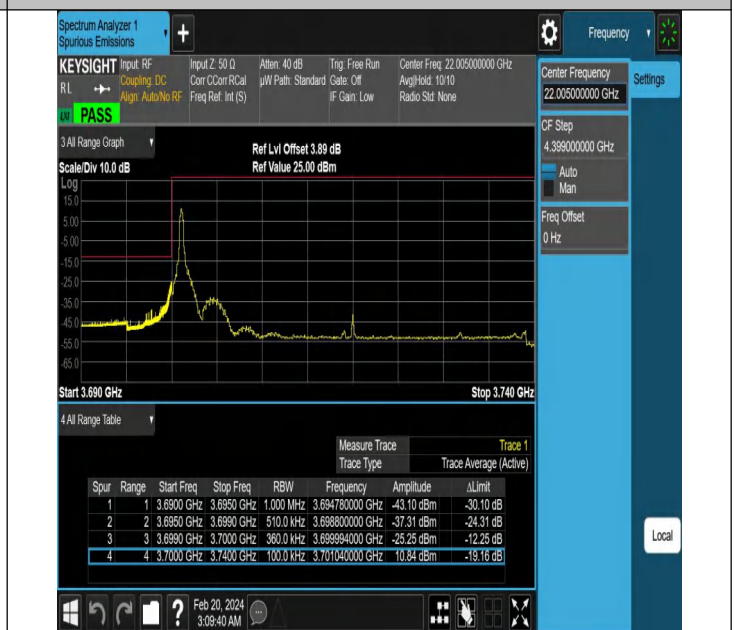 Spectrum Analyzer 1
Spurious Emissions
+
Frequency
KEYSIGHT
RL
PASS
Input: RF
Coupling: DC
Align: Auto/No RF
Input Z: 50 Ω
Corr CCorr RCal
Freq Ref: Int (S)
Atten: 40 dB
µW Path: Standard
Trig: Free Run
Gate: Off
IF Gain: Low
Center Freq: 22.005000000 GHz
Avg|Hold: 10/10
Radio Std: None
Center Frequency
22.005000000 GHz
Settings
CF Step
4.399000000 GHz
Auto
Man
Freq Offset
0 Hz
Local
3 All Range Graph
Scale/Div 10.0 dB
Ref Lvl Offset 3.89 dB
Ref Value 25.00 dBm
Log
15.0
5.00
-5.00
-15.0
-25.0
-35.0
-45.0
-55.0
-65.0
Start 3.690 GHz
Stop 3.740 GHz
4 All Range Table
Measure Trace Trace 1
Trace Type Trace Average (Active)
Spur Range Start Freq Stop Freq RBW Frequency Amplitude ΔLimit
1 1 3.6900 GHz 3.6950 GHz 1.000 MHz 3.694780000 GHz -43.10 dBm -30.10 dB
2 2 3.6950 GHz 3.6990 GHz 510.0 kHz 3.698800000 GHz -37.31 dBm -24.31 dB
3 3 3.6990 GHz 3.7000 GHz 360.0 kHz 3.699994000 GHz -25.25 dBm -12.25 dB
4 4 3.7000 GHz 3.7400 GHz 100.0 kHz 3.701040000 GHz 10.84 dBm -19.16 dB
?
Feb 20, 2024
3:09:40 AM